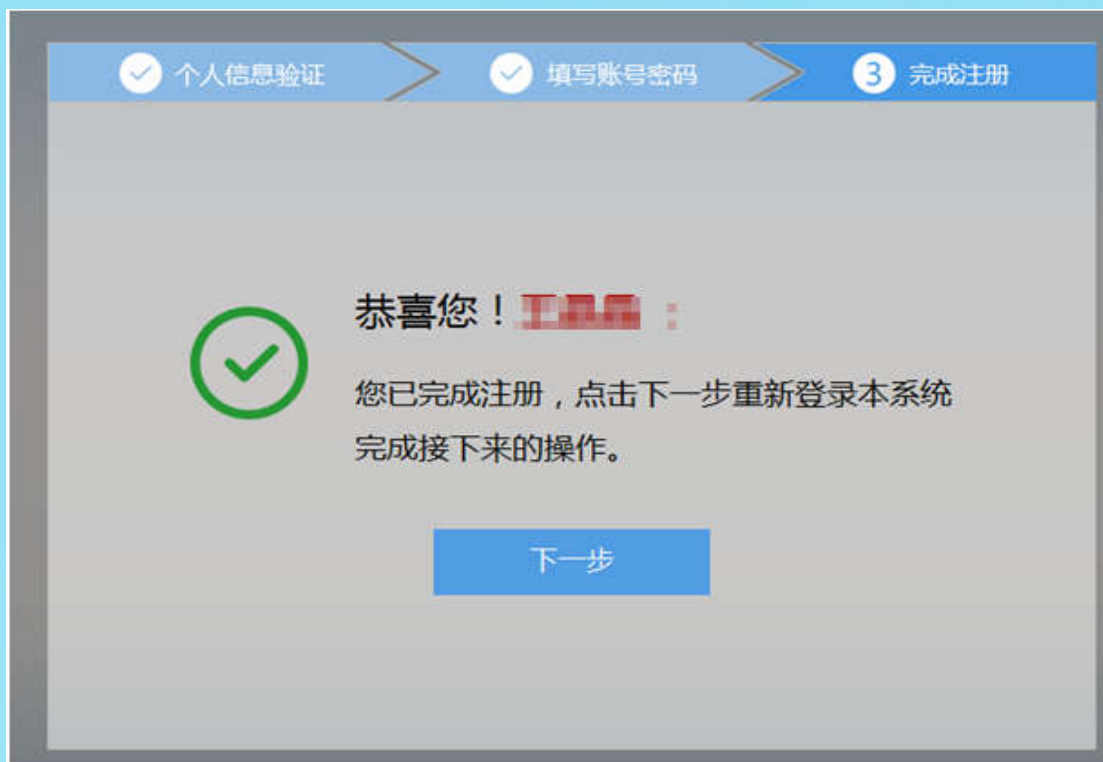 个人信息验证
填写账号密码
3 完成注册
恭喜您！
您已完成注册，点击下一步重新登录本系统
完成接下来的操作。
下一步